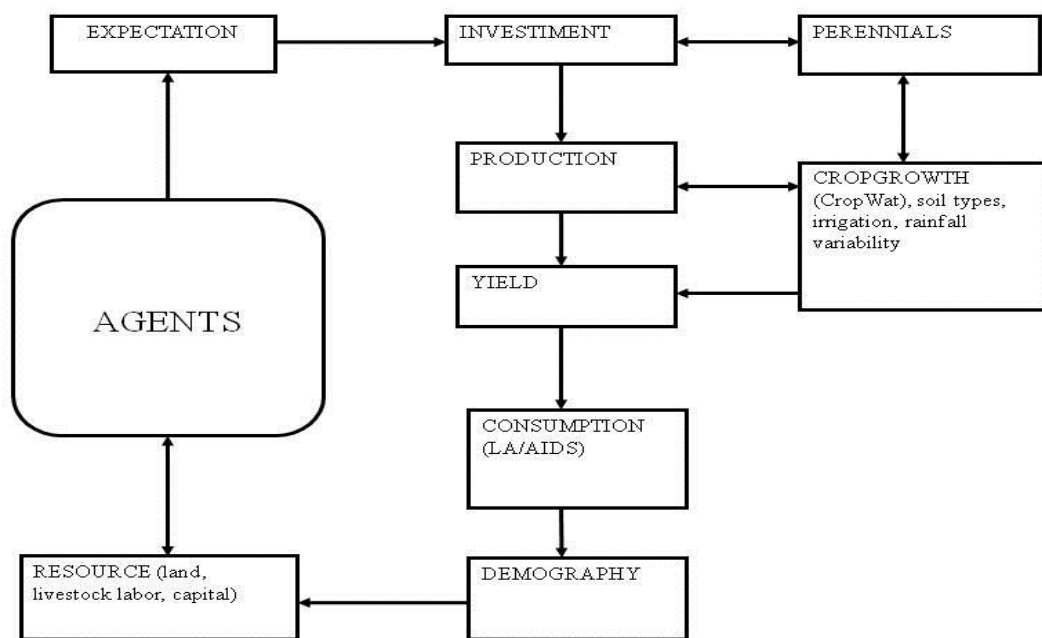 EXPECTATION
INVESTIMENT
PERENNIALS
PRODUCTION
CROPGROWTH
(CropWat), soil types,
irrigation, rainfall
variability
YIELD
AGENTS
CONSUMPTION
(LA/AIDS)
RESOURCE (land,
livestock labor, capital)
DEMOGRAPHY